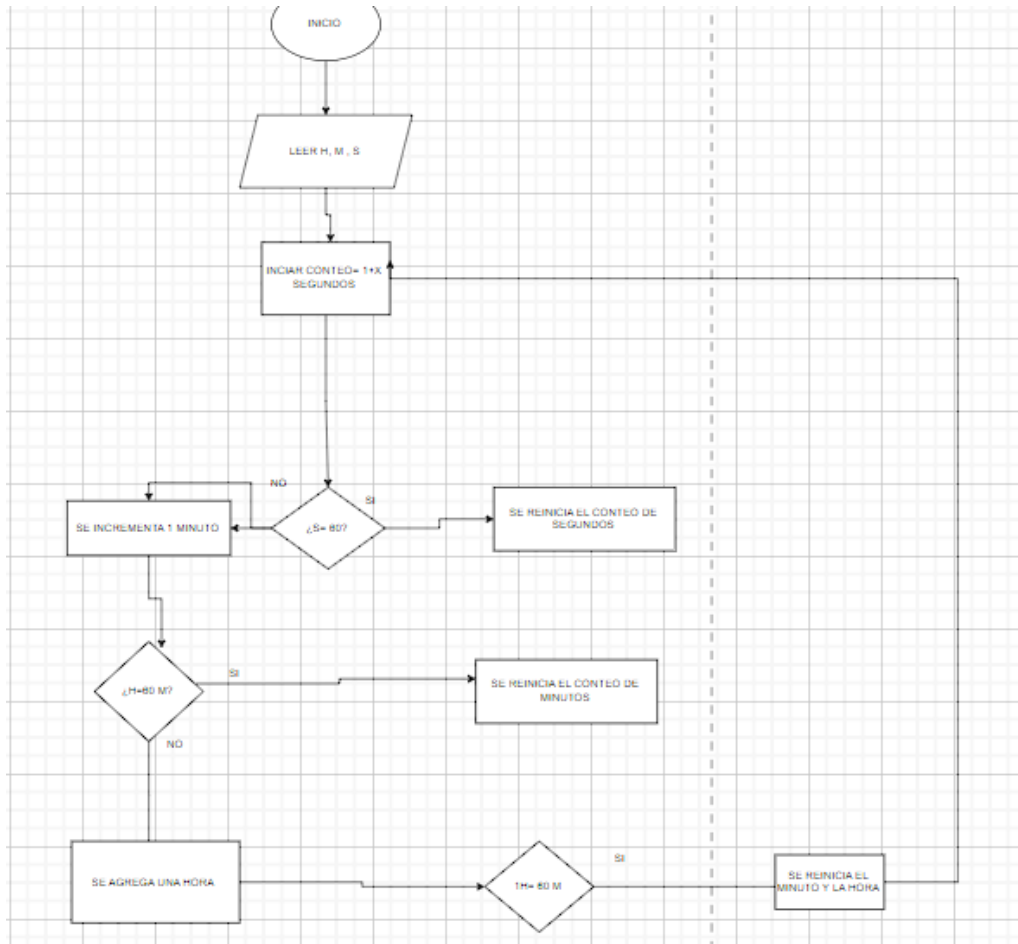 INICIO
LEER H, M , S
INCIAR CONTEO= 1+X
SEGUNDOS
NO
SI
SE INCREMENTA 1 MINUTO
¿S= 60?
SE REINICIA EL CONTEO DE
SEGUNDOS
¿H=60 M?
SI
SE REINICIA EL CONTEO DE
MINUTOS
NO
SE AGREGA UNA HORA
1H= 60 M
SI
SE REINICIA EL
MINUTO Y LA HORA